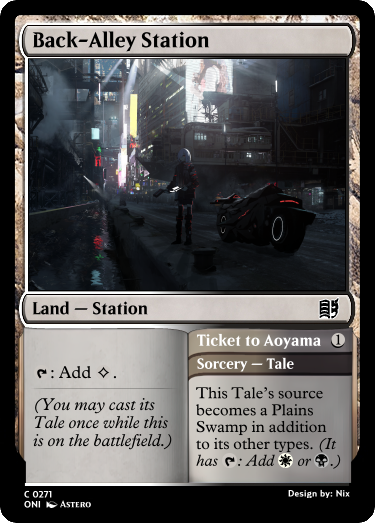 Back-Alley Station
Land — Station
{T}: Add {C}.
(You may cast its
Tale once while this
is on the battlefield.)
Ticket to Aoyama 1
Sorcery — Tale
This Tale's source
becomes a Plains
Swamp in addition
to its other types. (It
has {T}: Add {W} or {B}.)
C 0271
ONI Astero
Design by: Nix